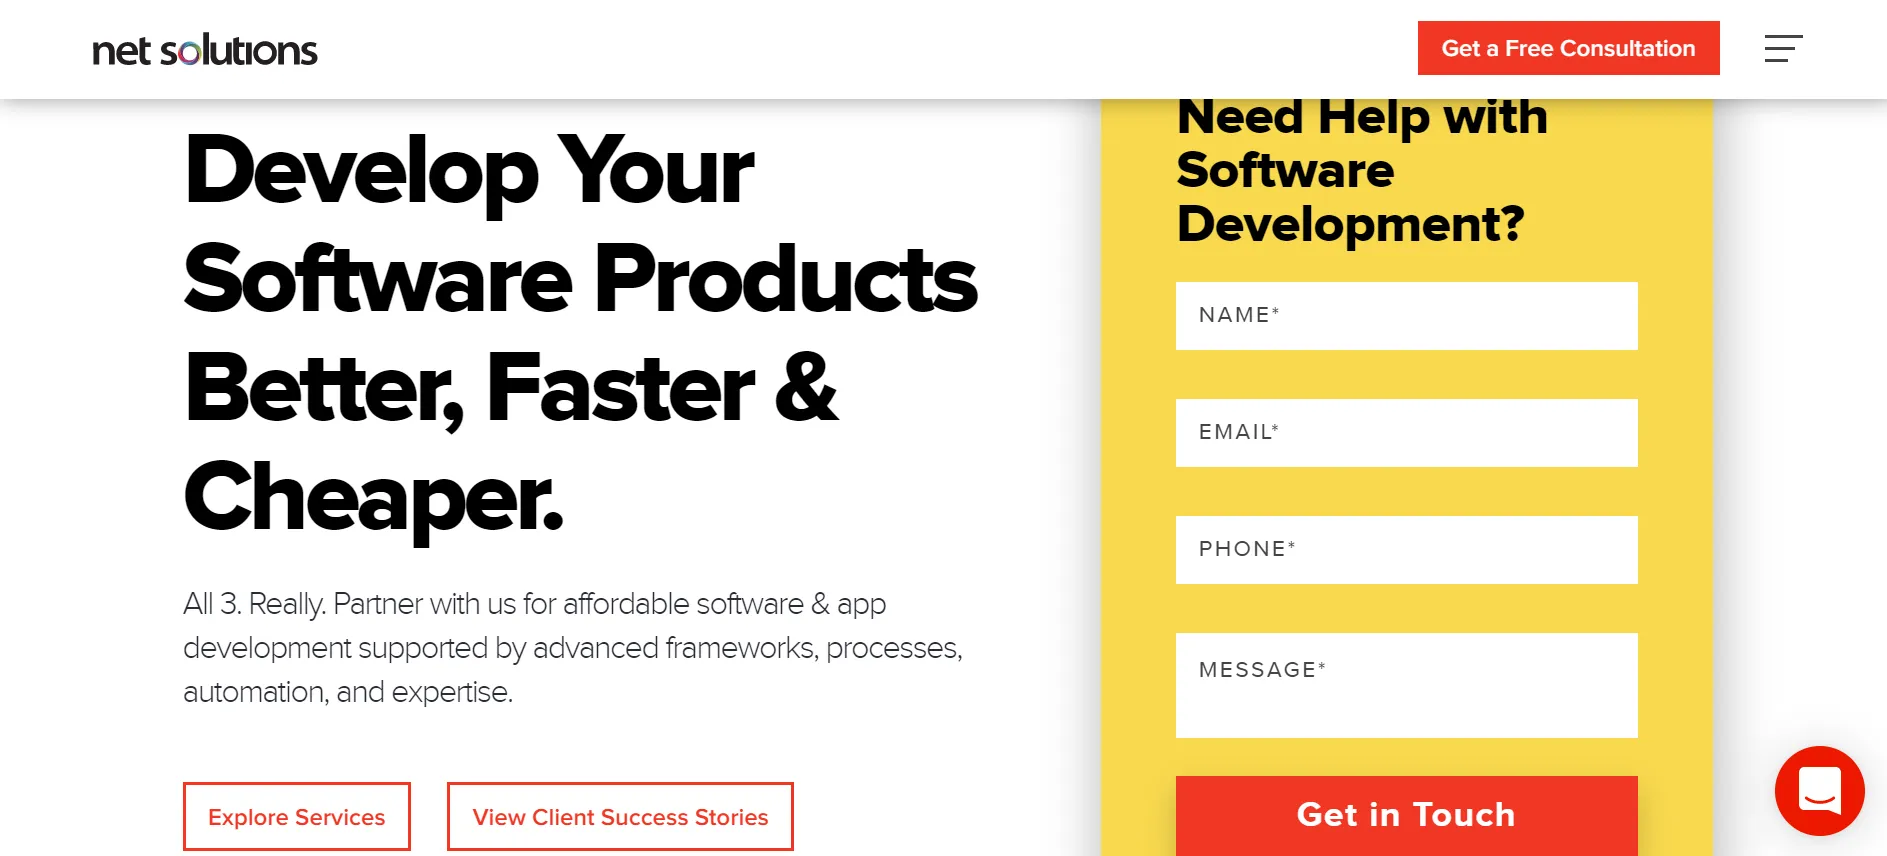 net solutions
Get a Free Consultation
Develop Your
Software Products
Better, Faster &
Cheaper.
All 3. Really. Partner with us for affordable software & app
development supported by advanced frameworks, processes,
automation, and expertise.
Explore Services
View Client Success Stories
Need Help with
Software
Development?
NAME*
EMAIL*
PHONE*
MESSAGE*
Get in Touch